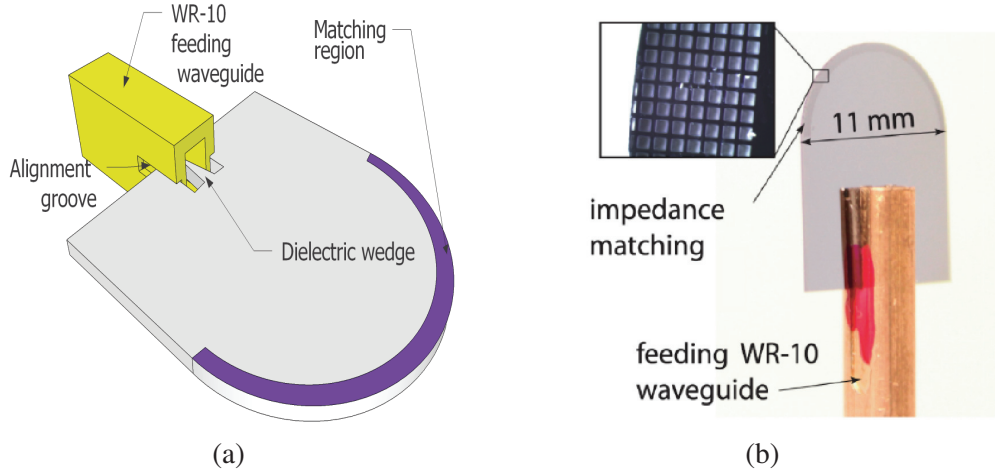 WR-10
feeding
waveguide
Matching
region
Alignment
groove
Dielectric wedge
(a)
11 mm
impedance
matching
feeding WR-10
waveguide
(b)